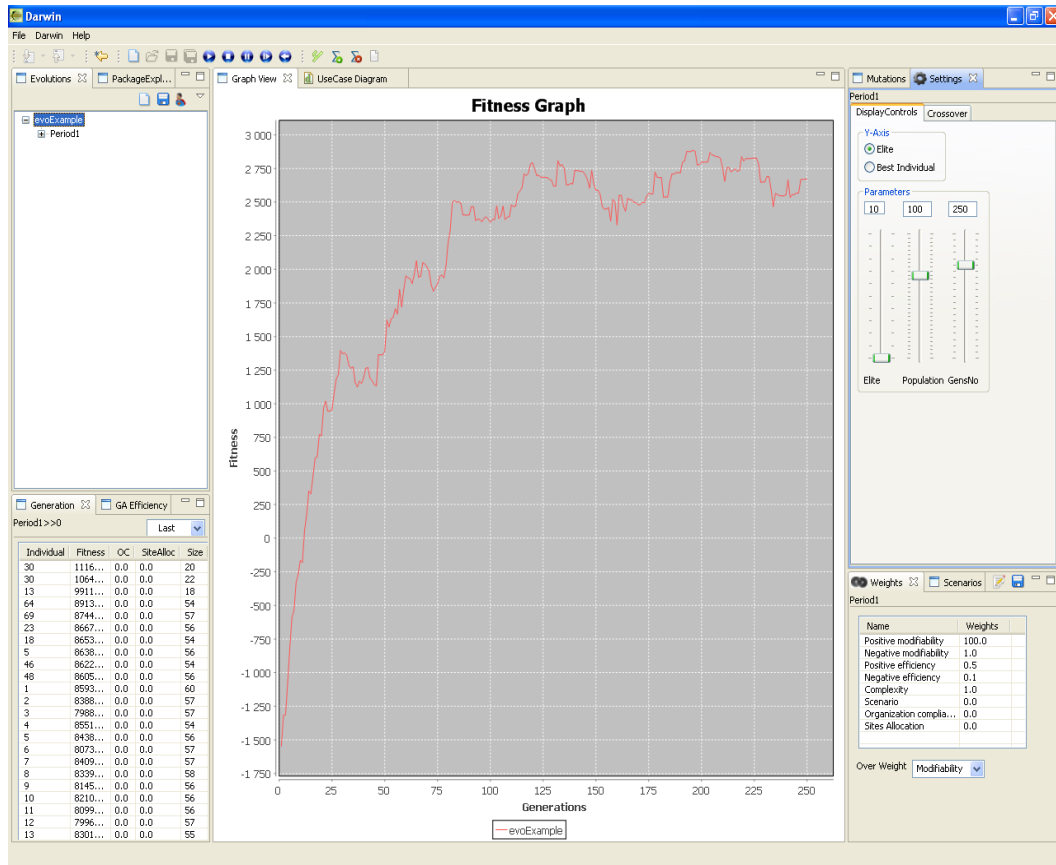 Darwin
File Darwin Help
Evolutions PackageExpl...
evoExample
Period1
Generation GA Efficiency
Period1>>0 Last
Individual Fitness OC SiteAlloc Size
30 1116... 0.0 0.0 20
30 1064... 0.0 0.0 22
13 9911... 0.0 0.0 18
64 8913... 0.0 0.0 54
69 8744... 0.0 0.0 57
23 8667... 0.0 0.0 56
18 8653... 0.0 0.0 54
5 8638... 0.0 0.0 56
46 8622... 0.0 0.0 54
48 8605... 0.0 0.0 56
1 8593... 0.0 0.0 60
2 8388... 0.0 0.0 57
3 7988... 0.0 0.0 57
4 8551... 0.0 0.0 54
5 8438... 0.0 0.0 56
6 8073... 0.0 0.0 57
7 8409... 0.0 0.0 57
8 8339... 0.0 0.0 58
9 8145... 0.0 0.0 56
10 8210... 0.0 0.0 56
11 8099... 0.0 0.0 56
12 7996... 0.0 0.0 57
13 8301... 0.0 0.0 55
Graph View UseCase Diagram
Fitness Graph
Fitness
3 000
2 750
2 500
2 250
2 000
1 750
1 500
1 250
1 000
750
500
250
0
-250
-500
-750
-1 000
-1 250
-1 500
-1 750
0 25 50 75 100 125 150 175 200 225 250
Generations
evoExample
Mutations Settings
Period1
DisplayControls Crossover
Y-Axis
Elite
Best Individual
Parameters
10 100 250
Elite Population GensNo
Weights Scenarios
Period1
Name Weights
Positive modifiability 100.0
Negative modifiability 1.0
Positive efficiency 0.5
Negative efficiency 0.1
Complexity 1.0
Scenario 0.0
Organization complia... 0.0
Sites Allocation 0.0
Over Weight Modifiability